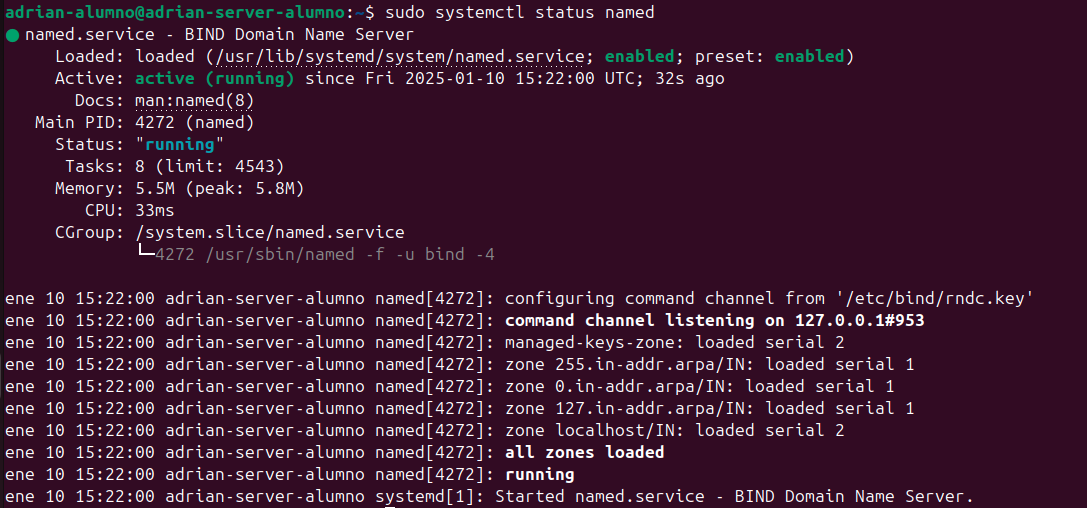 adrian-alumno@adrian-server-alumno:~$ sudo systemctl status named
● named.service - BIND Domain Name Server
     Loaded: loaded (/usr/lib/systemd/system/named.service; enabled; preset: enabled)
     Active: active (running) since Fri 2025-01-10 15:22:00 UTC; 32s ago
       Docs: man:named(8)
   Main PID: 4272 (named)
     Status: "running"
      Tasks: 8 (limit: 4543)
     Memory: 5.5M (peak: 5.8M)
        CPU: 33ms
     CGroup: /system.slice/named.service
             └─4272 /usr/sbin/named -f -u bind -4
ene 10 15:22:00 adrian-server-alumno named[4272]: configuring command channel from '/etc/bind/rndc.key'
ene 10 15:22:00 adrian-server-alumno named[4272]: command channel listening on 127.0.0.1#953
ene 10 15:22:00 adrian-server-alumno named[4272]: managed-keys-zone: loaded serial 2
ene 10 15:22:00 adrian-server-alumno named[4272]: zone 255.in-addr.arpa/IN: loaded serial 1
ene 10 15:22:00 adrian-server-alumno named[4272]: zone 0.in-addr.arpa/IN: loaded serial 1
ene 10 15:22:00 adrian-server-alumno named[4272]: zone 127.in-addr.arpa/IN: loaded serial 1
ene 10 15:22:00 adrian-server-alumno named[4272]: zone localhost/IN: loaded serial 2
ene 10 15:22:00 adrian-server-alumno named[4272]: all zones loaded
ene 10 15:22:00 adrian-server-alumno named[4272]: running
ene 10 15:22:00 adrian-server-alumno systemd[1]: Started named.service - BIND Domain Name Server.